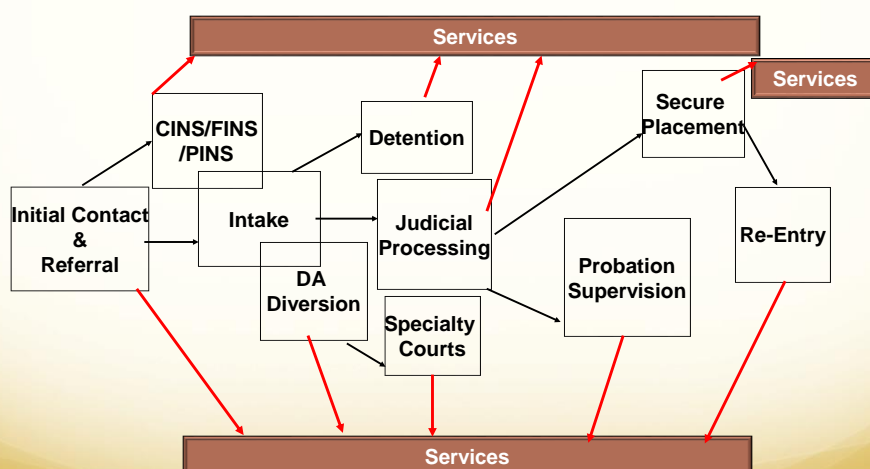 Services
Services
CINS/FINS
/PINS
Detention
Secure
Placement
Initial Contact
&
Referral
Intake
Judicial
Processing
Re-Entry
DA
Diversion
Probation
Supervision
Specialty
Courts
Services